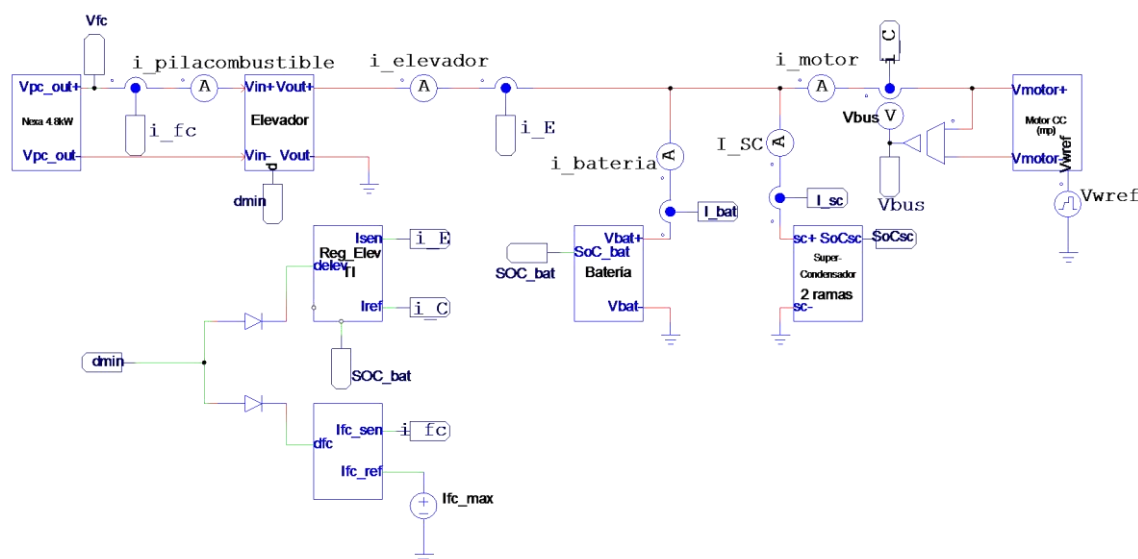 Vfc
i_C
i_pilacombustible
i_elevador
i_motor
Vpc_out+
A
Vin+ Vout+
A
A
Vmotor+
Nexa 4.8kW
Elevador
Vbus
V
Motor CC
(mp)
i_fc
i_E
I_SC
A
Vpc_out
Vin-
Vout-
i_bateria
A
Vmotor-
Vwref
d
dmin
Vbus
Vwref
I_sc
I_bat
Isen
i_E
Reg_Elev
TI
delev
SOC_bat
Vbat+
SoC_bat
Bateria
sc+ SoCsc
SoCsc
Super-
Condensador
2 ramas
Iref
i_C
Vbat-
sc-
dmin
SOC_bat
Ifc_sen
i_fc
dfc
Ifc_ref
Ifc_max